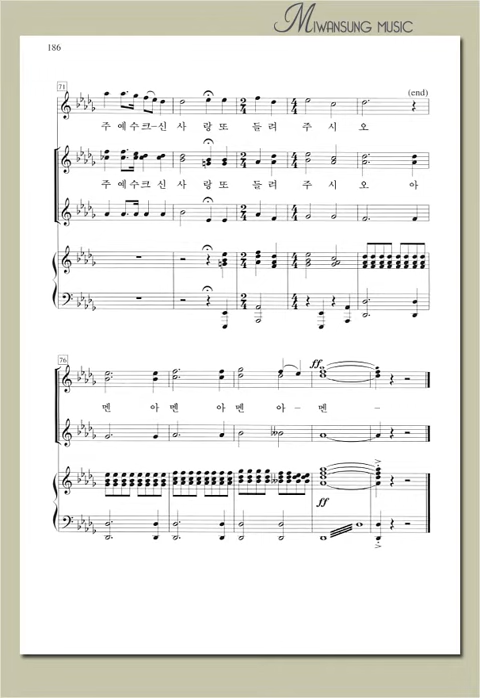 MIWANSUNG MUSIC
186
71
(end)
주 예수크-신 사 랑또 들려 주 시 오
주 예수크 신 사 랑또 들려 주 시 오 아
76
ff
멘 아멘 아멘 아-멘 -
ff